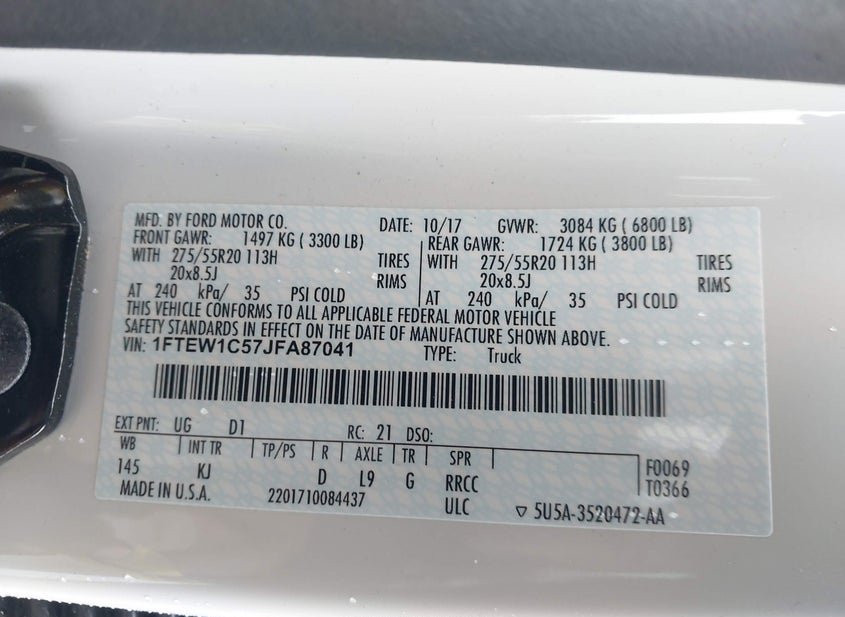 MFD. BY FORD MOTOR CO. DATE: 10/17 GVWR: 3084 KG ( 6800 LB)
FRONT GAWR: 1497 KG ( 3300 LB) REAR GAWR: 1724 KG ( 3800 LB)
WITH 275/55R20 113H TIRES WITH 275/55R20 113H TIRES
20x8.5J RIMS 20x8.5J RIMS
AT 240 kPa/ 35 PSI COLD AT 240 kPa/ 35 PSI COLD
THIS VEHICLE CONFORMS TO ALL APPLICABLE FEDERAL MOTOR VEHICLE
SAFETY STANDARDS IN EFFECT ON THE DATE OF MANUFACTURE SHOWN ABOVE.
VIN: 1FTEW1C57JFA87041 TYPE: Truck
EXT PNT: UG D1 RC: 21 DSO:
WB INT TR TP/PS R AXLE TR SPR F0069
145 KJ D L9 G RRCC T0366
MADE IN U.S.A. 2201710084437 ULC ▽ 5U5A-3520472-AA